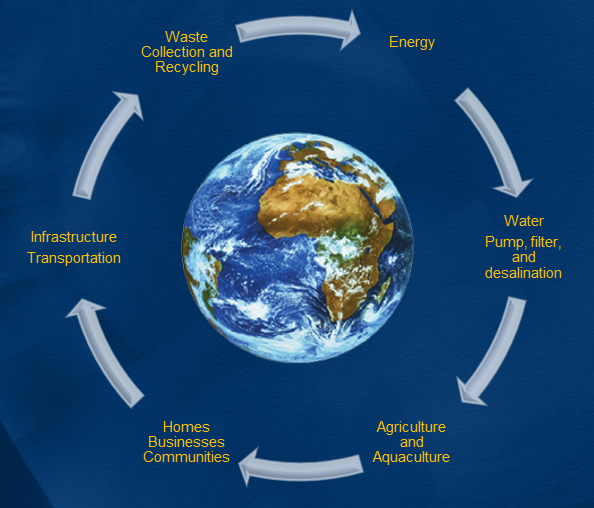 Waste
Collection and
Recycling
Energy
Water
Pump, filter,
and
desalination
Agriculture
and
Aquaculture
Homes
Businesses
Communities
Infrastructure
Transportation